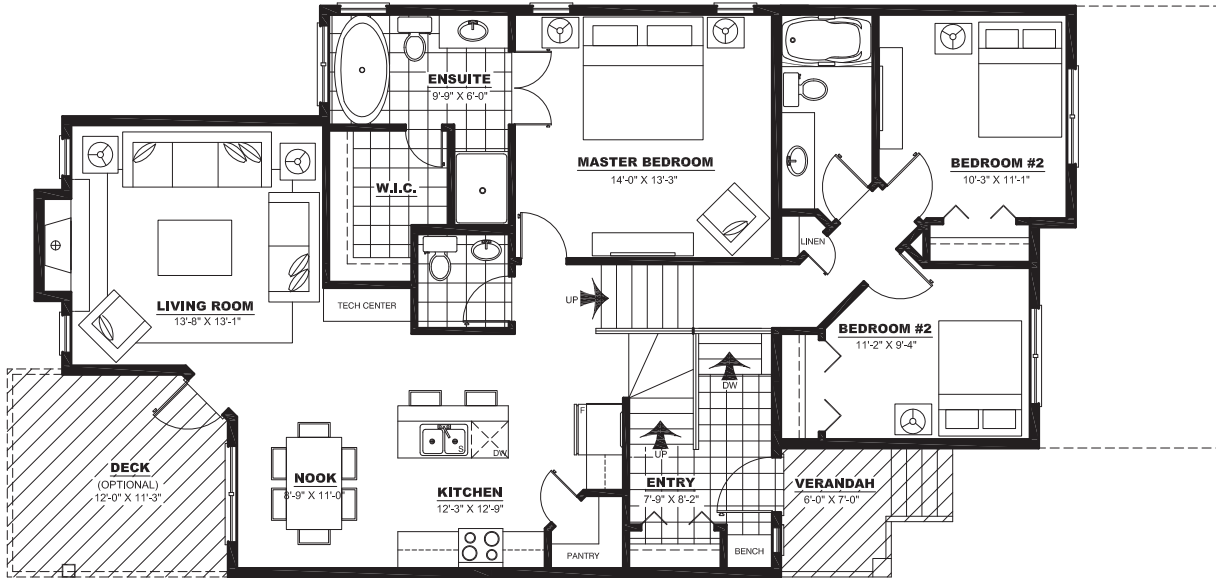 ENSUITE
9'-9" X 6'-0"
MASTER BEDROOM
14'-0" X 13'-3"
BEDROOM #2
10'-3" X 11'-1"
W.I.C.
LINEN
LIVING ROOM
13'-8" X 13'-1"
TECH CENTER
UP
BEDROOM #2
11'-2" X 9'-4"
DW
F
UP
S
DW
DECK
(OPTIONAL)
12'-0" X 11'-3"
NOOK
8'-9" X 11'-0"
KITCHEN
12'-3" X 12'-9"
ENTRY
7'-9" X 8'-2"
VERANDAH
6'-0" X 7'-0"
PANTRY
BENCH